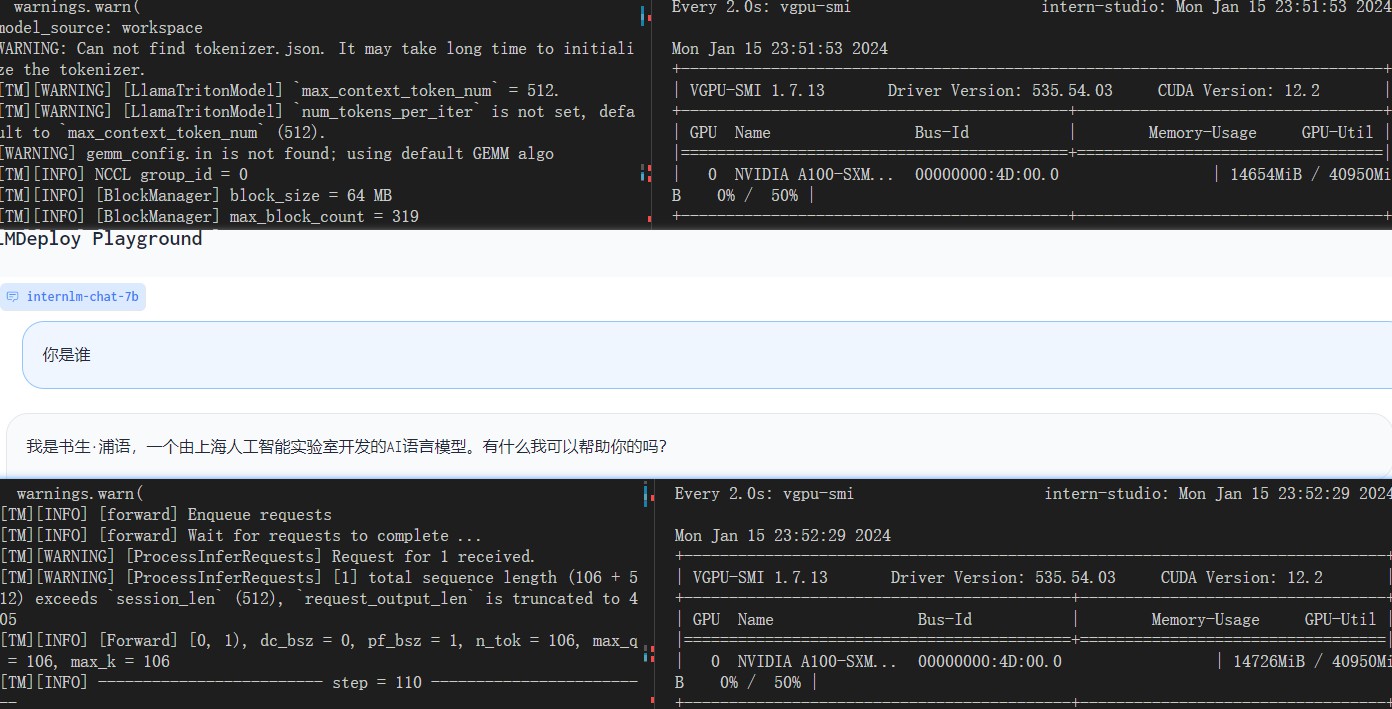 warnings.warn(
model_source: workspace
WARNING: Can not find tokenizer.json. It may take long time to initiali
ze the tokenizer.
[TM][WARNING] [LlamaTritonModel] `max_context_token_num` = 512.
[TM][WARNING] [LlamaTritonModel] `num_tokens_per_iter` is not set, defa
ult to `max_context_token_num` (512).
[WARNING] gemm_config.in is not found; using default GEMM algo
[TM][INFO] NCCL group_id = 0
[TM][INFO] [BlockManager] block_size = 64 MB
[TM][INFO] [BlockManager] max_block_count = 319
Every 2.0s: vgpu-smi intern-studio: Mon Jan 15 23:51:53 2024
Mon Jan 15 23:51:53 2024
VGPU-SMI 1.7.13 Driver Version: 535.54.03 CUDA Version: 12.2
GPU Name Bus-Id | Memory-Usage GPU-Util |
0 NVIDIA A100-SXM... 00000000:4D:00.0 | 14654MiB / 40950Mi
B 0% / 50% |
LMDeploy Playground
internlm-chat-7b
你是谁
我是书生·浦语，一个由上海人工智能实验室开发的AI语言模型。有什么我可以帮助你的吗？
warnings.warn(
[TM][INFO] [forward] Enqueue requests
[TM][INFO] [forward] Wait for requests to complete ...
[TM][WARNING] [ProcessInferRequests] Request for 1 received.
[TM][WARNING] [ProcessInferRequests] [1] total sequence length (106 + 5
12) exceeds `session_len` (512), `request_output_len` is truncated to 4
05
[TM][INFO] [Forward] [0, 1), dc_bsz = 0, pf_bsz = 1, n_tok = 106, max_q
= 106, max_k = 106
[TM][INFO] ------------------------- step = 110 -----------------------
--
Every 2.0s: vgpu-smi intern-studio: Mon Jan 15 23:52:29 2024
Mon Jan 15 23:52:29 2024
VGPU-SMI 1.7.13 Driver Version: 535.54.03 CUDA Version: 12.2
GPU Name Bus-Id | Memory-Usage GPU-Util |
0 NVIDIA A100-SXM... 00000000:4D:00.0 | 14726MiB / 40950Mi
B 0% / 50% |